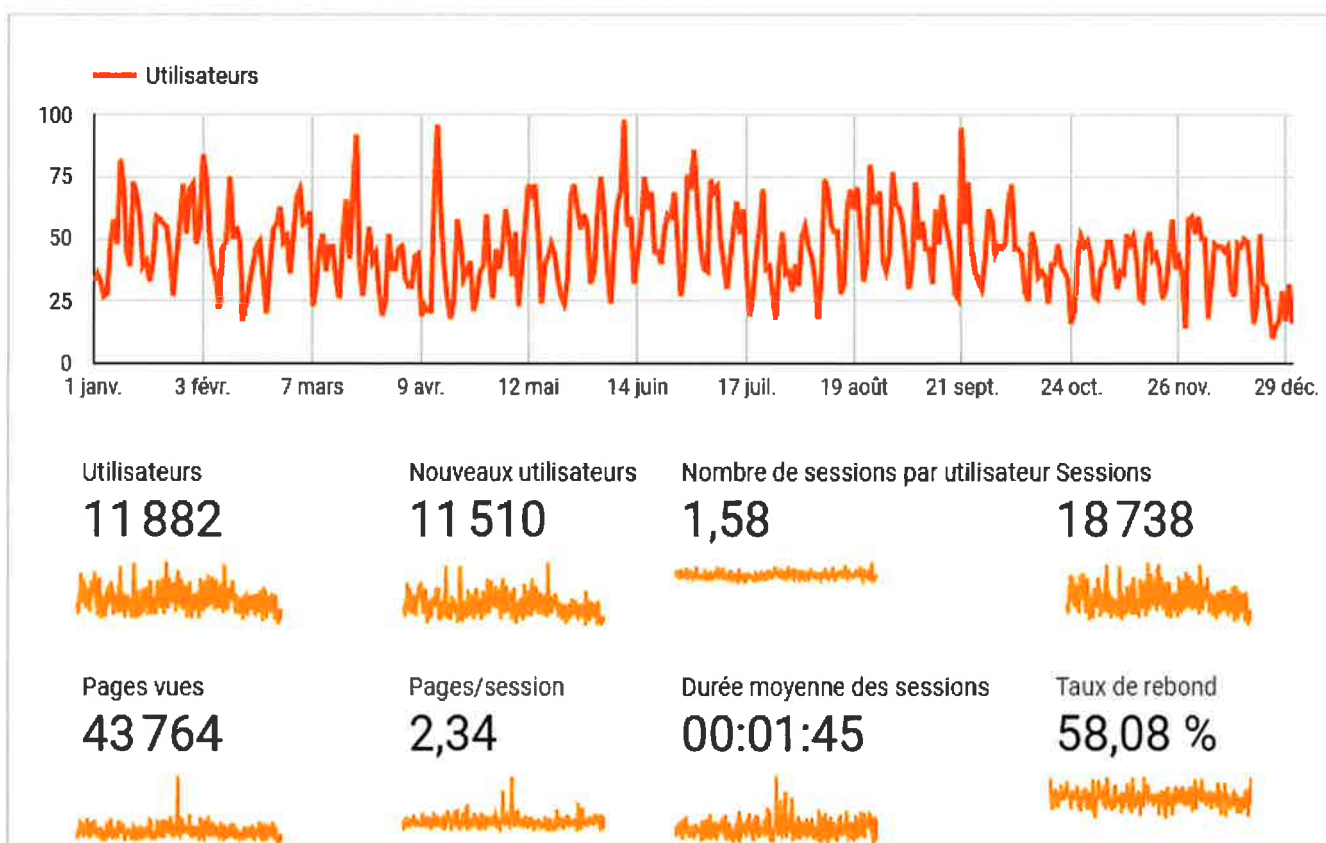 Utilisateurs
100
75
50
25
0
1 janv. 3 févr. 7 mars 9 avr. 12 mai 14 juin 17 juil. 19 août 21 sept. 24 oct. 26 nov. 29 déc.
Utilisateurs Nouveaux utilisateurs Nombre de sessions par utilisateur Sessions
11 882 11 510 1,58 18 738
Pages vues Pages/session Durée moyenne des sessions Taux de rebond
43 764 2,34 00:01:45 58,08 %